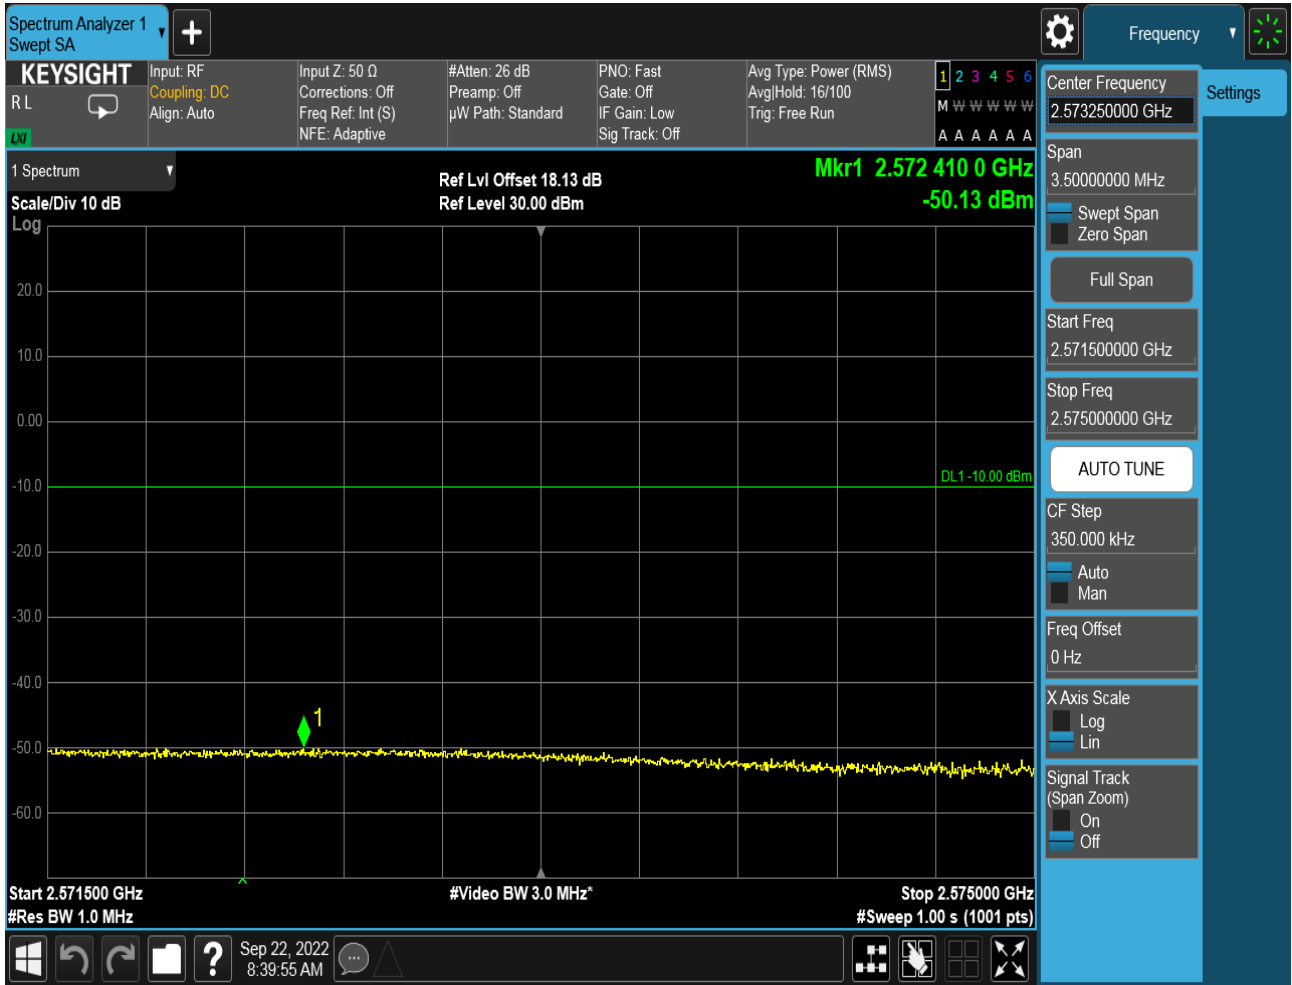 Spectrum Analyzer 1
Swept SA
Frequency
KEYSIGHT
R L
LXI
Input: RF
Coupling: DC
Align: Auto
Input Z: 50 Ω
Corrections: Off
Freq Ref: Int (S)
NFE: Adaptive
#Atten: 26 dB
Preamp: Off
µW Path: Standard
PNO: Fast
Gate: Off
IF Gain: Low
Sig Track: Off
Avg Type: Power (RMS)
Avg|Hold: 16/100
Trig: Free Run
1 2 3 4 5 6
M W W W W W
A A A A A A
1 Spectrum
Scale/Div 10 dB
Log
Ref Lvl Offset 18.13 dB
Ref Level 30.00 dBm
Mkr1 2.572 410 0 GHz
-50.13 dBm
20.0
10.0
0.00
-10.0
-20.0
-30.0
-40.0
-50.0
-60.0
DL1 -10.00 dBm
1
Start 2.571500 GHz
#Res BW 1.0 MHz
#Video BW 3.0 MHz*
Stop 2.575000 GHz
#Sweep 1.00 s (1001 pts)
Center Frequency
2.573250000 GHz
Settings
Span
3.50000000 MHz
Swept Span
Zero Span
Full Span
Start Freq
2.571500000 GHz
Stop Freq
2.575000000 GHz
AUTO TUNE
CF Step
350.000 kHz
Auto
Man
Freq Offset
0 Hz
X Axis Scale
Log
Lin
Signal Track
(Span Zoom)
On
Off
?
Sep 22, 2022
8:39:55 AM